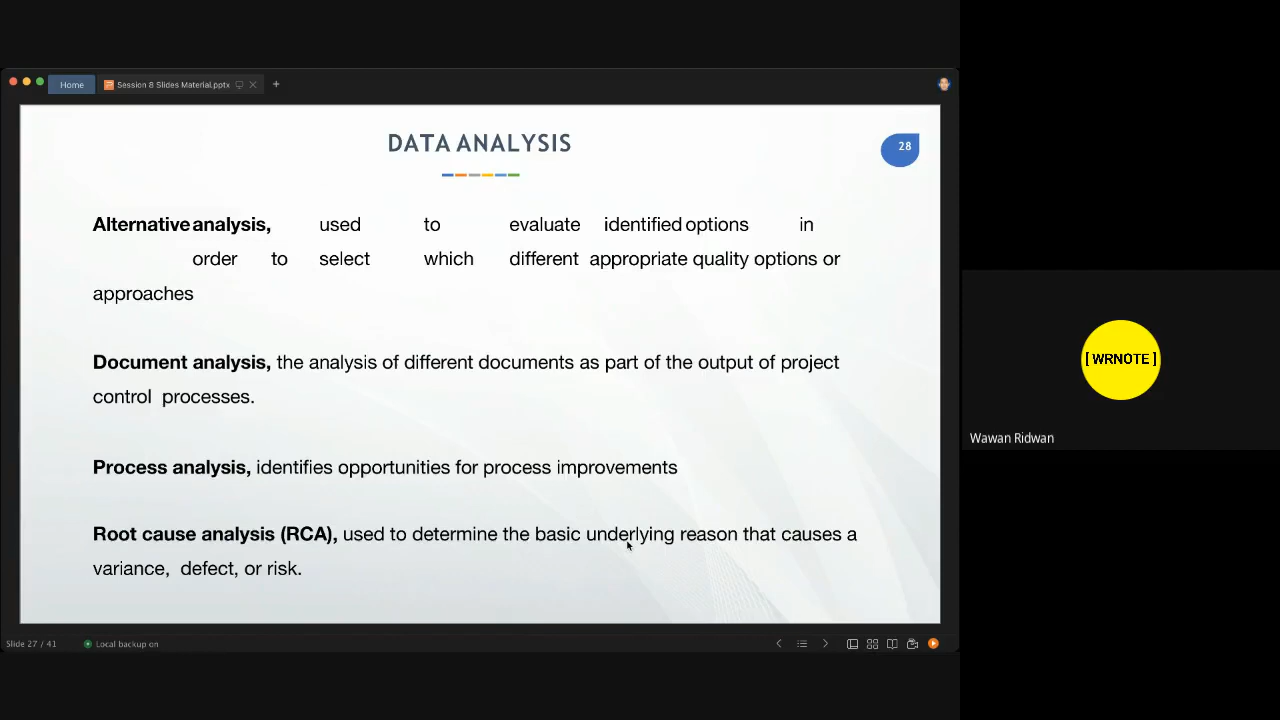 Home
Session 8 Slides Material.pptx
DATA ANALYSIS
28
Alternative analysis, used to evaluate identified options in
order to select which different appropriate quality options or
approaches
Document analysis, the analysis of different documents as part of the output of project
control processes.
Process analysis, identifies opportunities for process improvements
Root cause analysis (RCA), used to determine the basic underlying reason that causes a
variance, defect, or risk.
Slide 27 / 41
Local backup on
[ WRNOTE ]
Wawan Ridwan